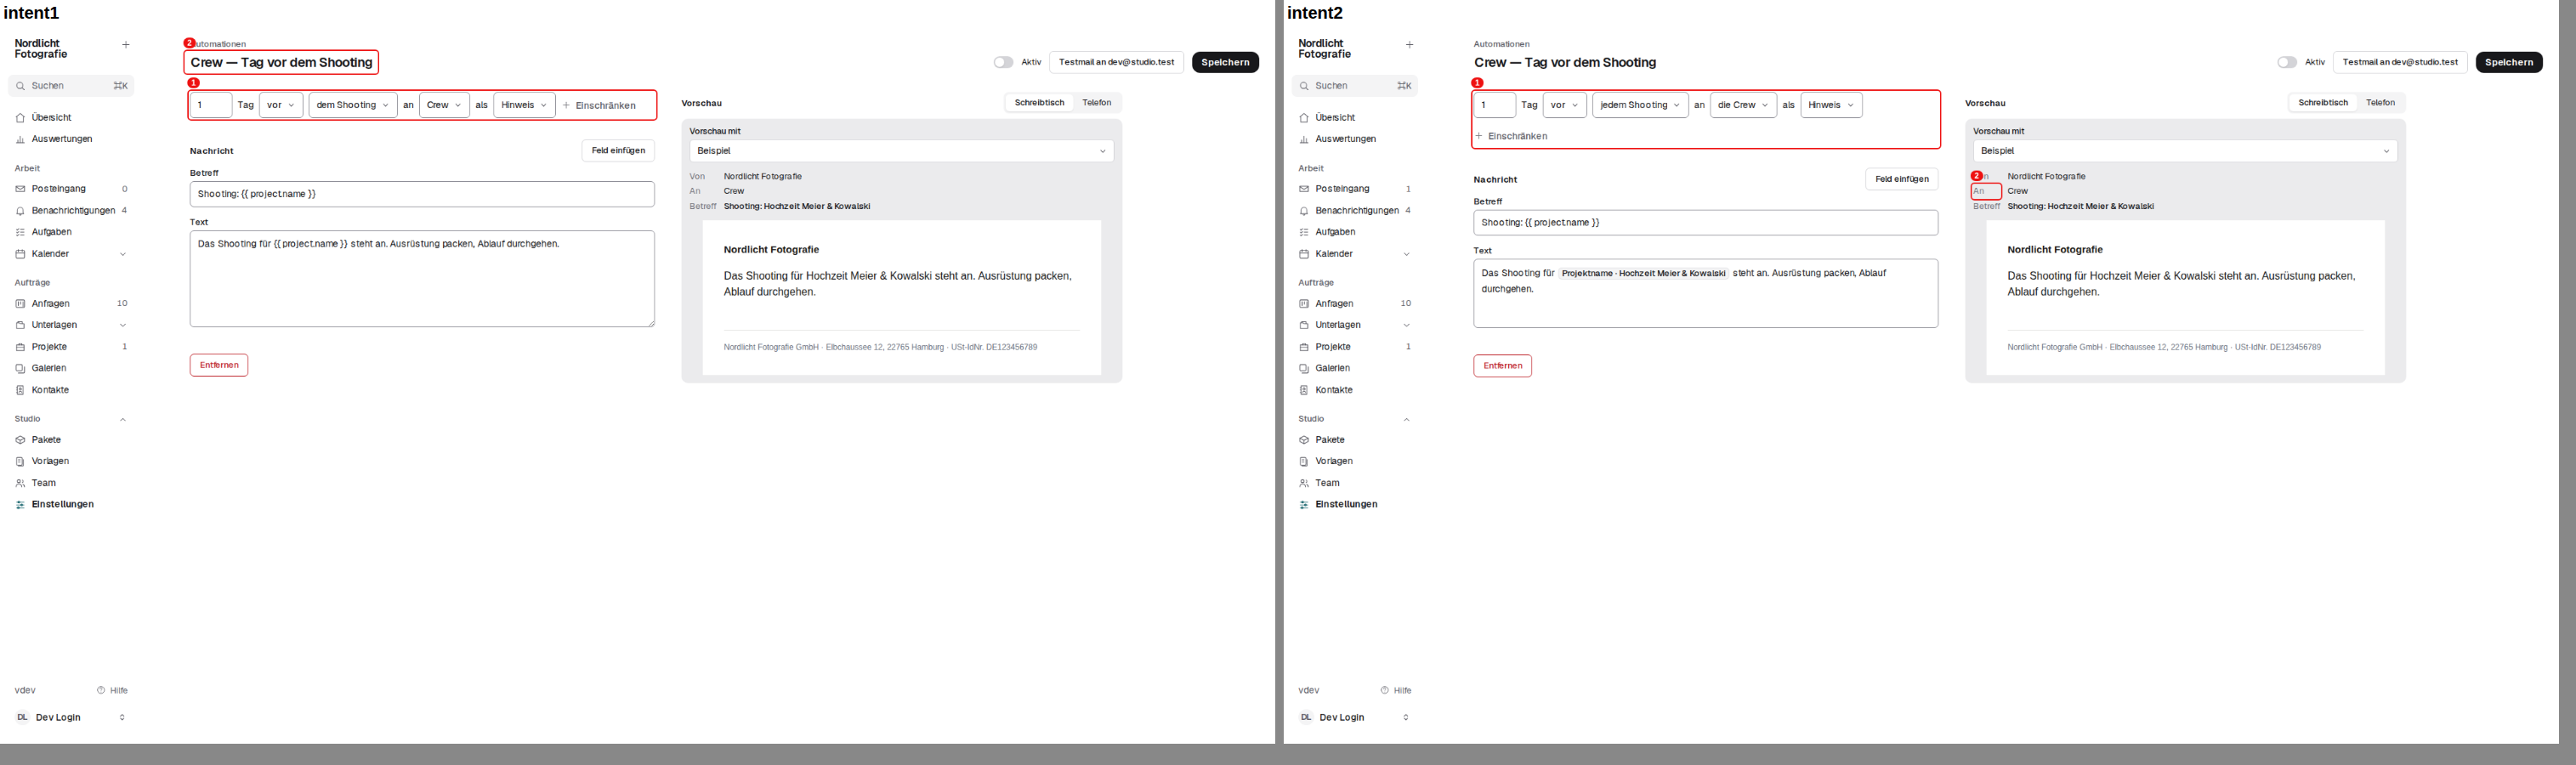 intent1
Nordlicht
Fotografie
Suchen ⌘K
Übersicht
Auswertungen
Arbeit
Posteingang 0
Benachrichtigungen 4
Aufgaben
Kalender
Aufträge
Anfragen 10
Unterlagen
Projekte 1
Galerien
Kontakte
Studio
Pakete
Vorlagen
Team
Einstellungen
vdev Hilfe
DL Dev Login
2 utomationen
Crew — Tag vor dem Shooting
Aktiv Testmail an dev@studio.test Speichern
1
1 Tag vor dem Shooting an Crew als Hinweis + Einschränken
Nachricht Feld einfügen
Betreff
Shooting: {{ project.name }}
Text
Das Shooting für {{ project.name }} steht an. Ausrüstung packen, Ablauf durchgehen.
Entfernen
Vorschau Schreibtisch Telefon
Vorschau mit
Beispiel
Von Nordlicht Fotografie
An Crew
Betreff Shooting: Hochzeit Meier & Kowalski
Nordlicht Fotografie
Das Shooting für Hochzeit Meier & Kowalski steht an. Ausrüstung packen,
Ablauf durchgehen.
Nordlicht Fotografie GmbH · Elbchaussee 12, 22765 Hamburg · USt-IdNr. DE123456789
intent2
Nordlicht
Fotografie
Suchen ⌘K
Übersicht
Auswertungen
Arbeit
Posteingang 1
Benachrichtigungen 4
Aufgaben
Kalender
Aufträge
Anfragen 10
Unterlagen
Projekte 1
Galerien
Kontakte
Studio
Pakete
Vorlagen
Team
Einstellungen
vdev Hilfe
DL Dev Login
Automationen
Crew — Tag vor dem Shooting
Aktiv Testmail an dev@studio.test Speichern
1
1 Tag vor jedem Shooting an die Crew als Hinweis
+ Einschränken
Nachricht Feld einfügen
Betreff
Shooting: {{ project.name }}
Text
Das Shooting für Projektname · Hochzeit Meier & Kowalski steht an. Ausrüstung packen, Ablauf
durchgehen.
Entfernen
Vorschau Schreibtisch Telefon
Vorschau mit
Beispiel
2 n Nordlicht Fotografie
An Crew
Betreff Shooting: Hochzeit Meier & Kowalski
Nordlicht Fotografie
Das Shooting für Hochzeit Meier & Kowalski steht an. Ausrüstung packen,
Ablauf durchgehen.
Nordlicht Fotografie GmbH · Elbchaussee 12, 22765 Hamburg · USt-IdNr. DE123456789